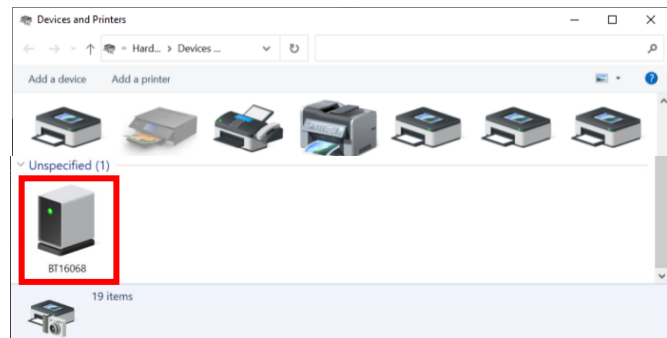 Devices and Printers
« Hard... > Devices ...
Add a device Add a printer
Unspecified (1)
BT16068
19 items